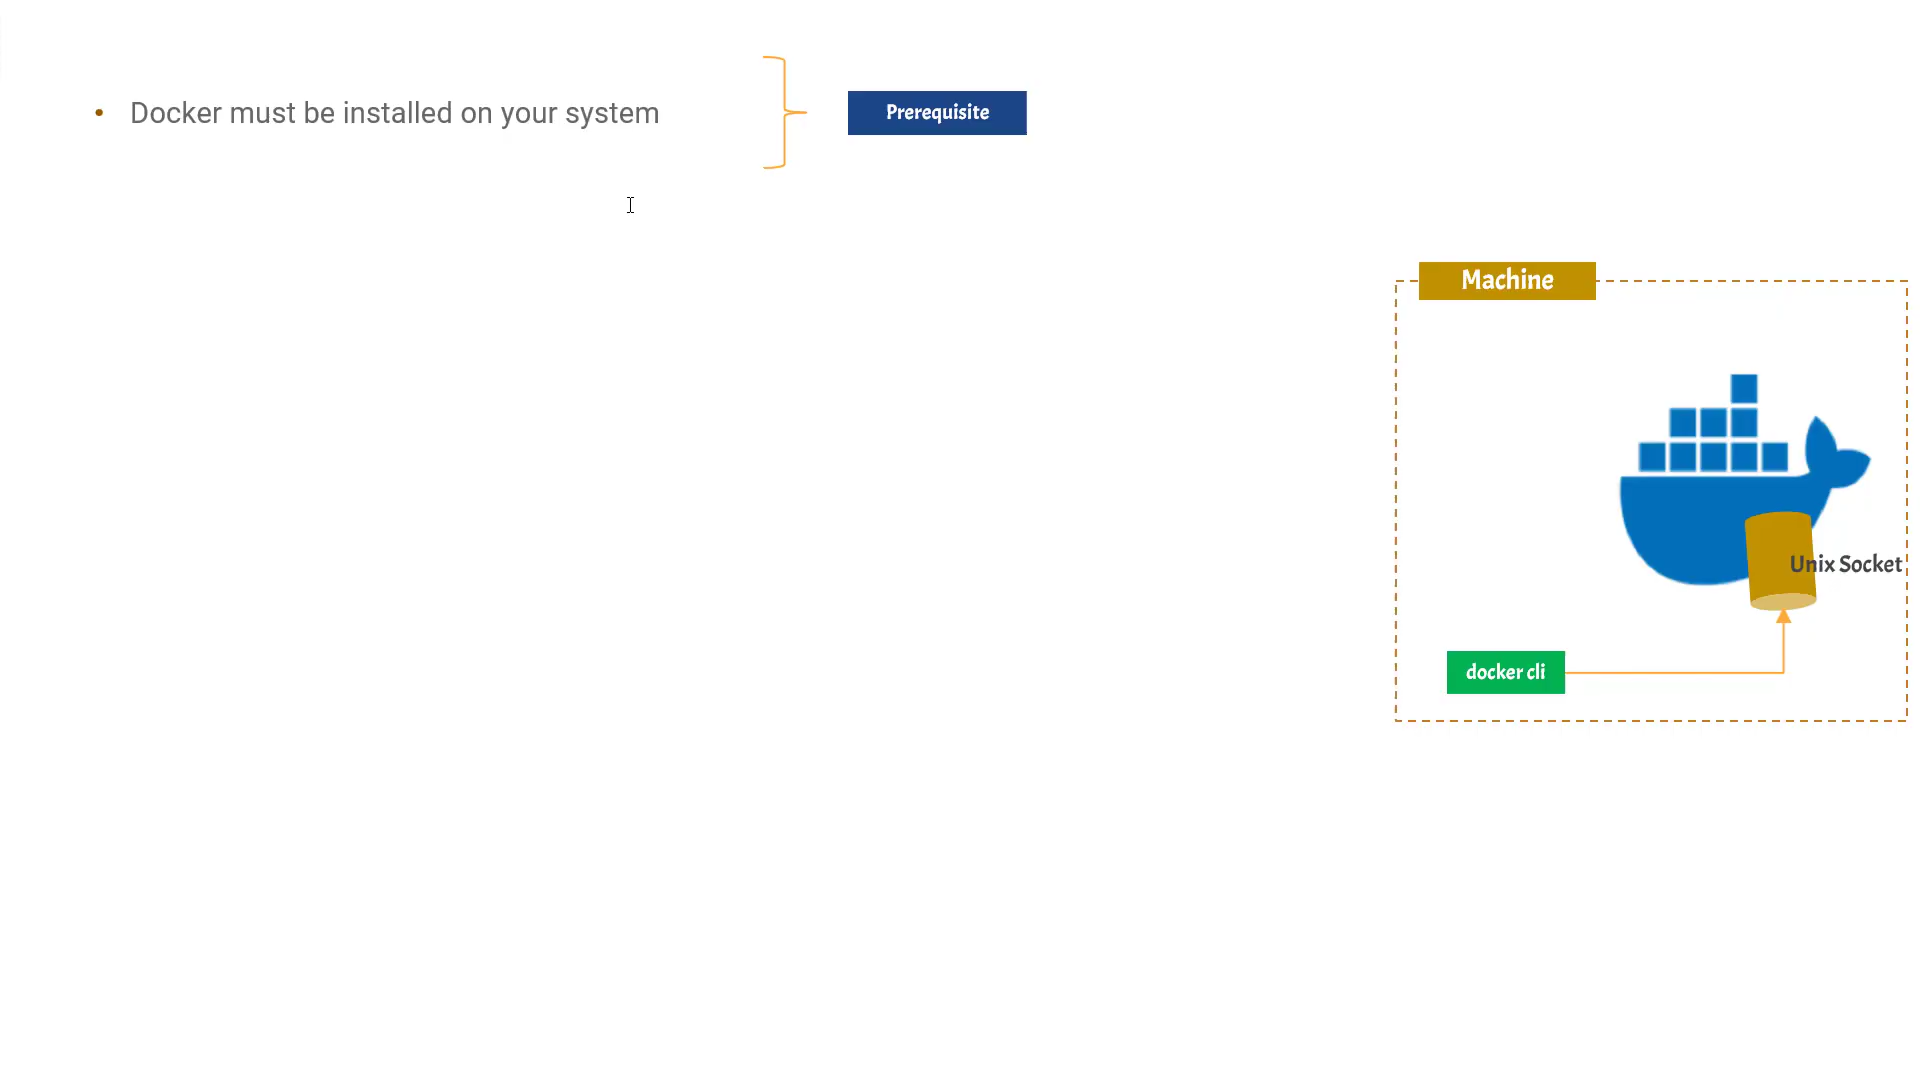 Docker must be installed on your system
Prerequisite
Machine
Unix Socket
docker cli